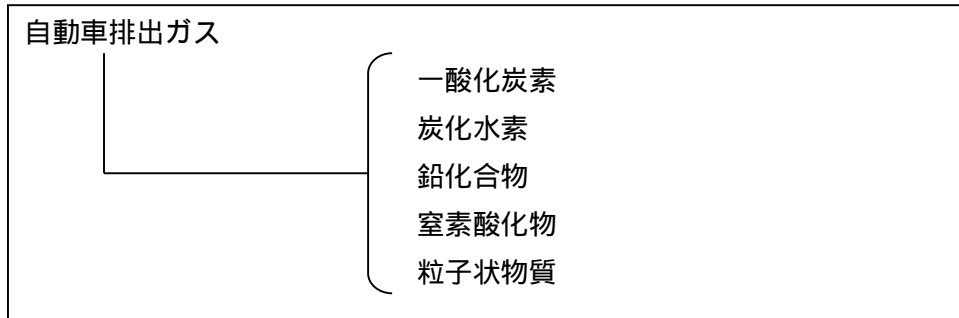 自動車排出ガス
一酸化炭素
炭化水素
鉛化合物
窒素酸化物
粒子状物質